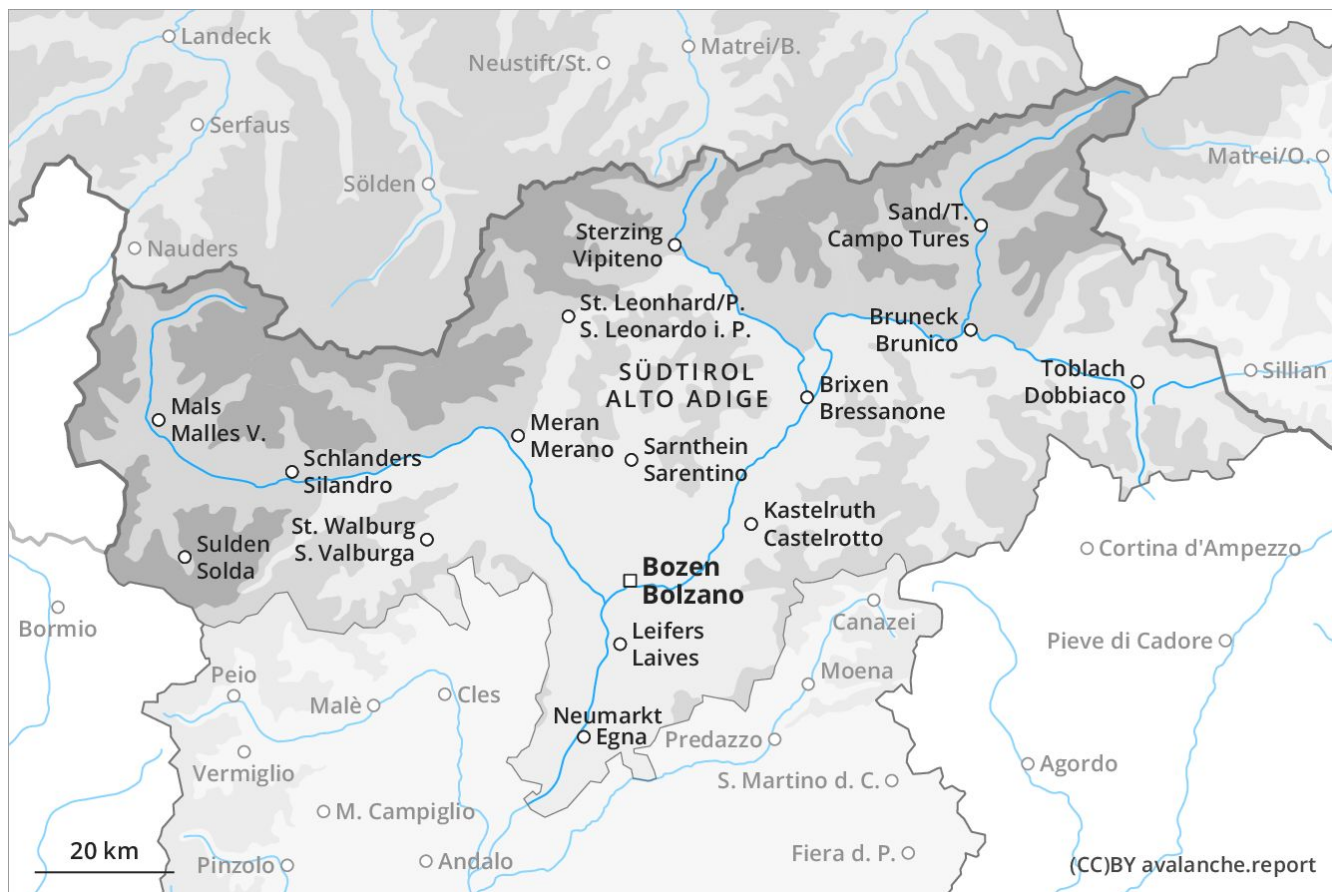 Landeck
Matrei/B.
Neustift/St.
Serfaus
Matrei/O.
Sölden
Sand/T.
Campo Tures
Sterzing
Vipiteno
Nauders
St. Leonhard/P.
S. Leonardo i. P.
Bruneck
Brunico
SÜDTIROL
ALTO ADIGE
Toblach
Dobbiaco
Sillian
Brixen
Bressanone
Mals
Malles V.
Meran
Merano
Schlanders
Silandro
Sarnthein
Sarentino
Kastelruth
Castelrotto
St. Walburg
S. Valburga
Sulden
Solda
Cortina d'Ampezzo
Bozen
Bolzano
Bormio
Canazei
Leifers
Laives
Pieve di Cadore
Peio
Moena
Malè
Cles
Neumarkt
Egna
Predazzo
Vermiglio
Agordo
S. Martino d. C.
M. Campiglio
20 km
Pinzolo
Andalo
Fiera d. P.
(CC)BY avalanche.report